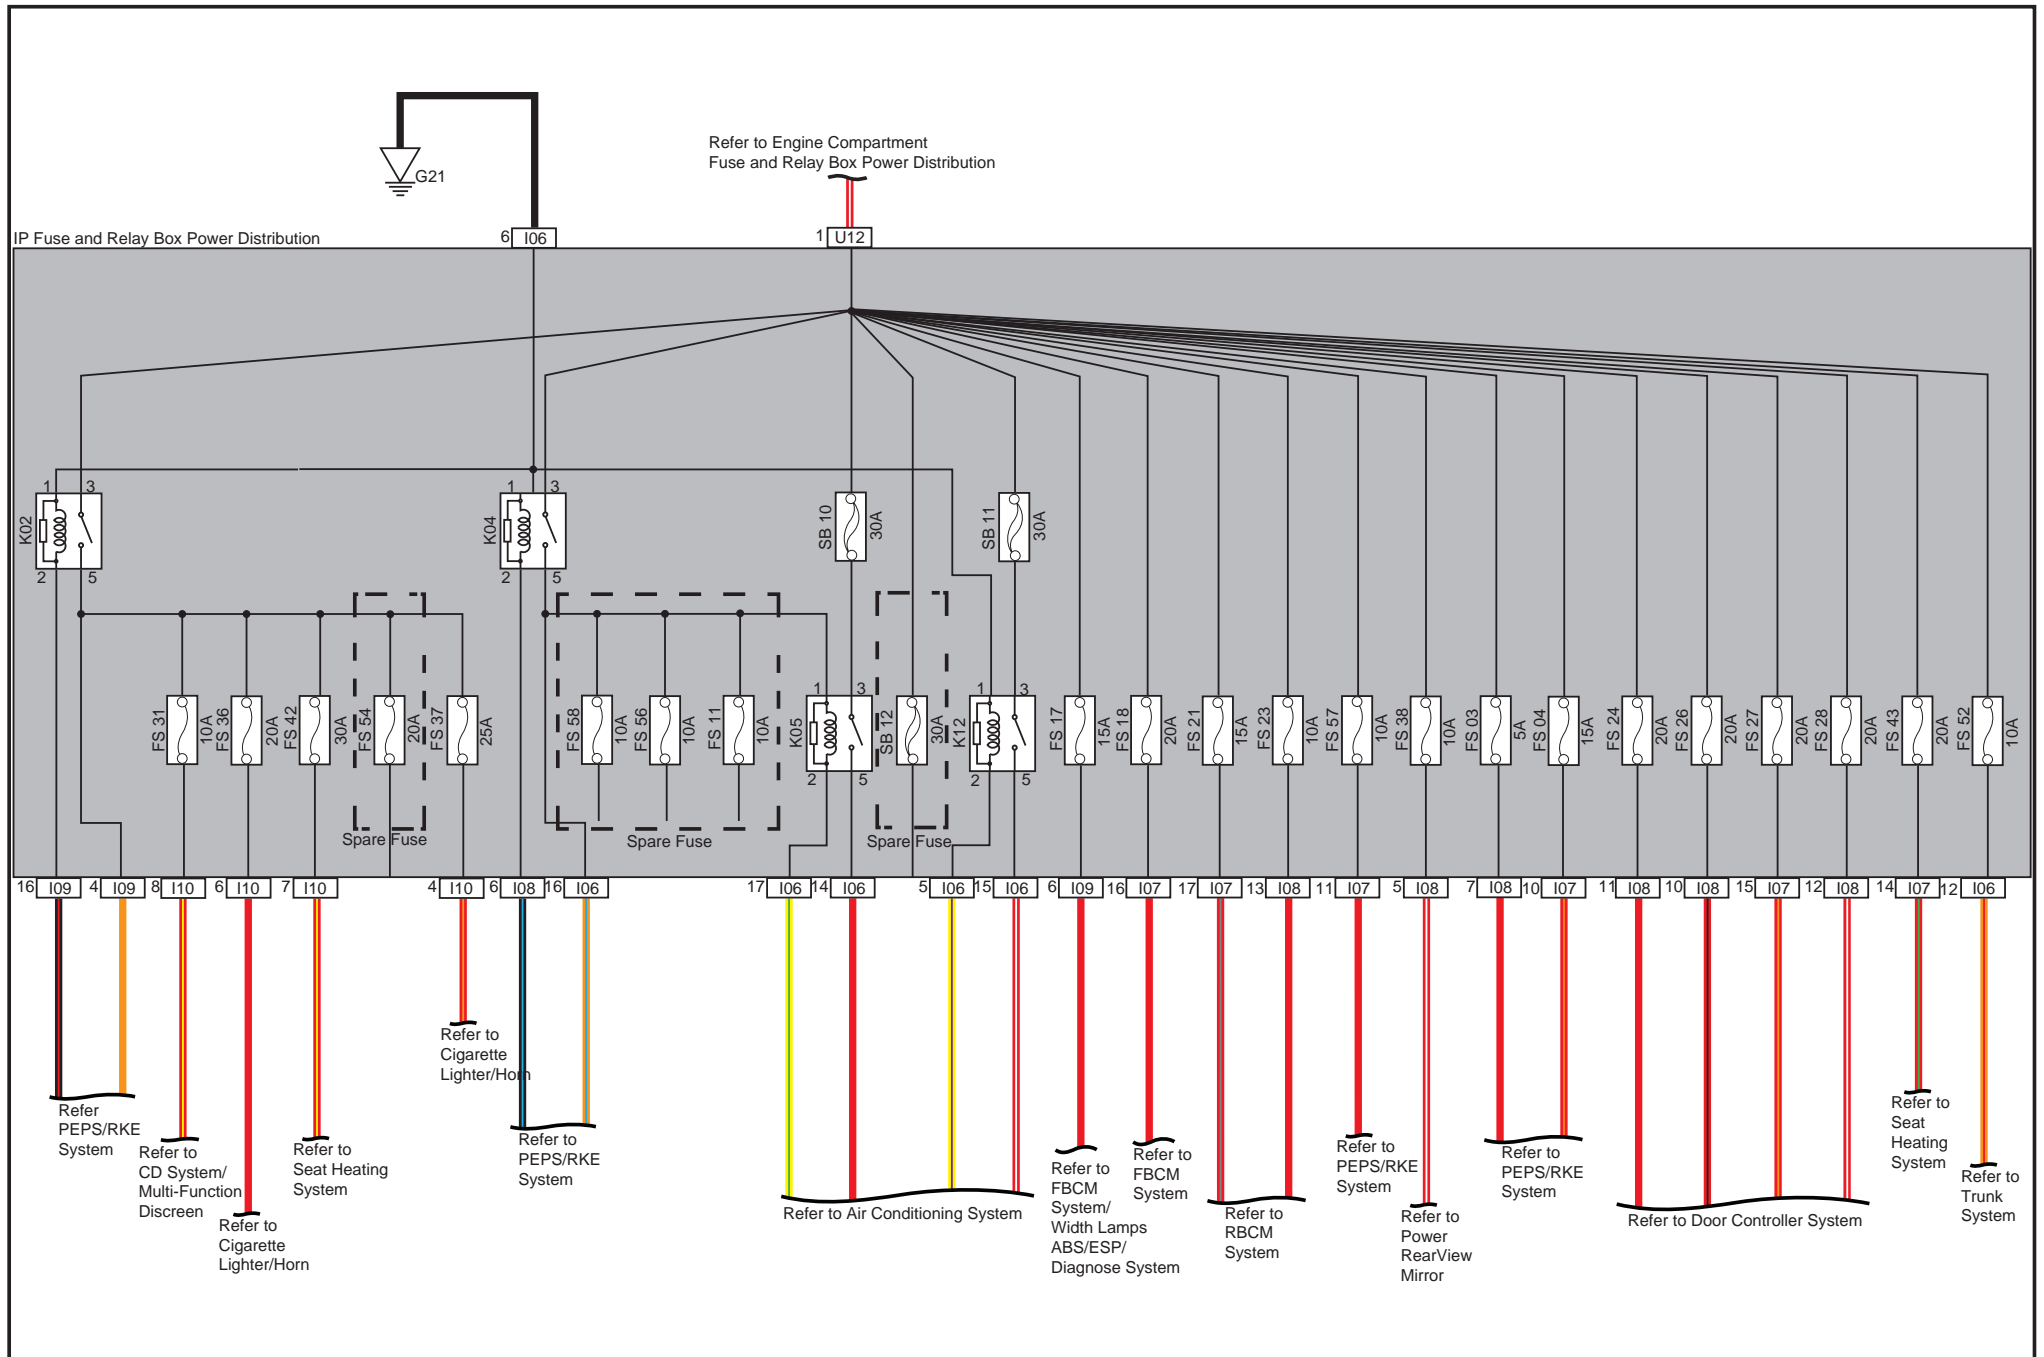 Refer to Engine Compartment
Fuse and Relay Box Power Distribution
G21
IP Fuse and Relay Box Power Distribution
6 I06
1 U12
1 3
K02
2 5
1 3
K04
2 5
SB 10
30A
SB 11
30A
FS 31
10A
FS 36
20A
FS 42
30A
FS 54
20A
FS 37
25A
FS 58
10A
FS 56
10A
FS 11
10A
1 3
K05
2 5
SB 12
30A
1 3
K12
2 5
FS 17
15A
FS 18
20A
FS 21
15A
FS 23
10A
FS 57
10A
FS 38
10A
FS 03
5A
FS 04
15A
FS 24
20A
FS 26
20A
FS 27
20A
FS 28
20A
FS 43
20A
FS 52
10A
Spare Fuse
Spare Fuse
Spare Fuse
16 I09
4 I09
8 I10
6 I10
7 I10
4 I10
6 I08
16 I06
17 I06
14 I06
5 I06
15 I06
6 I09
16 I07
17 I07
13 I08
11 I07
5 I08
7 I08
10 I07
11 I08
10 I08
15 I07
12 I08
14 I07
12 I06
Refer
PEPS/RKE
System
Refer to
CD System/
Multi-Function
Discreen
Refer to
Cigarette
Lighter/Horn
Refer to
Seat Heating
System
Refer to
Cigarette
Lighter/Horn
Refer to
PEPS/RKE
System
Refer to Air Conditioning System
Refer to
FBCM
System/
Width Lamps
ABS/ESP/
Diagnose System
Refer to
FBCM
System
Refer to
RBCM
System
Refer to
PEPS/RKE
System
Refer to
Power
RearView
Mirror
Refer to
PEPS/RKE
System
Refer to Door Controller System
Refer to
Seat
Heating
System
Refer to
Trunk
System